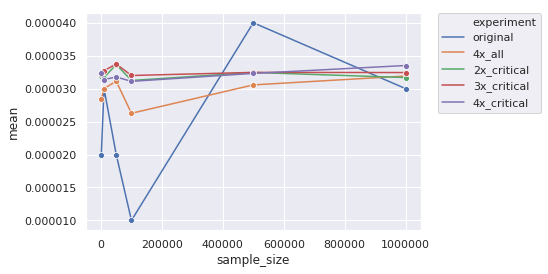 0.000040
0.000035
0.000030
0.000025
0.000020
0.000015
0.000010
mean
0
200000
400000
600000
800000
1000000
sample_size
experiment
original
4x_all
2x_critical
3x_critical
4x_critical